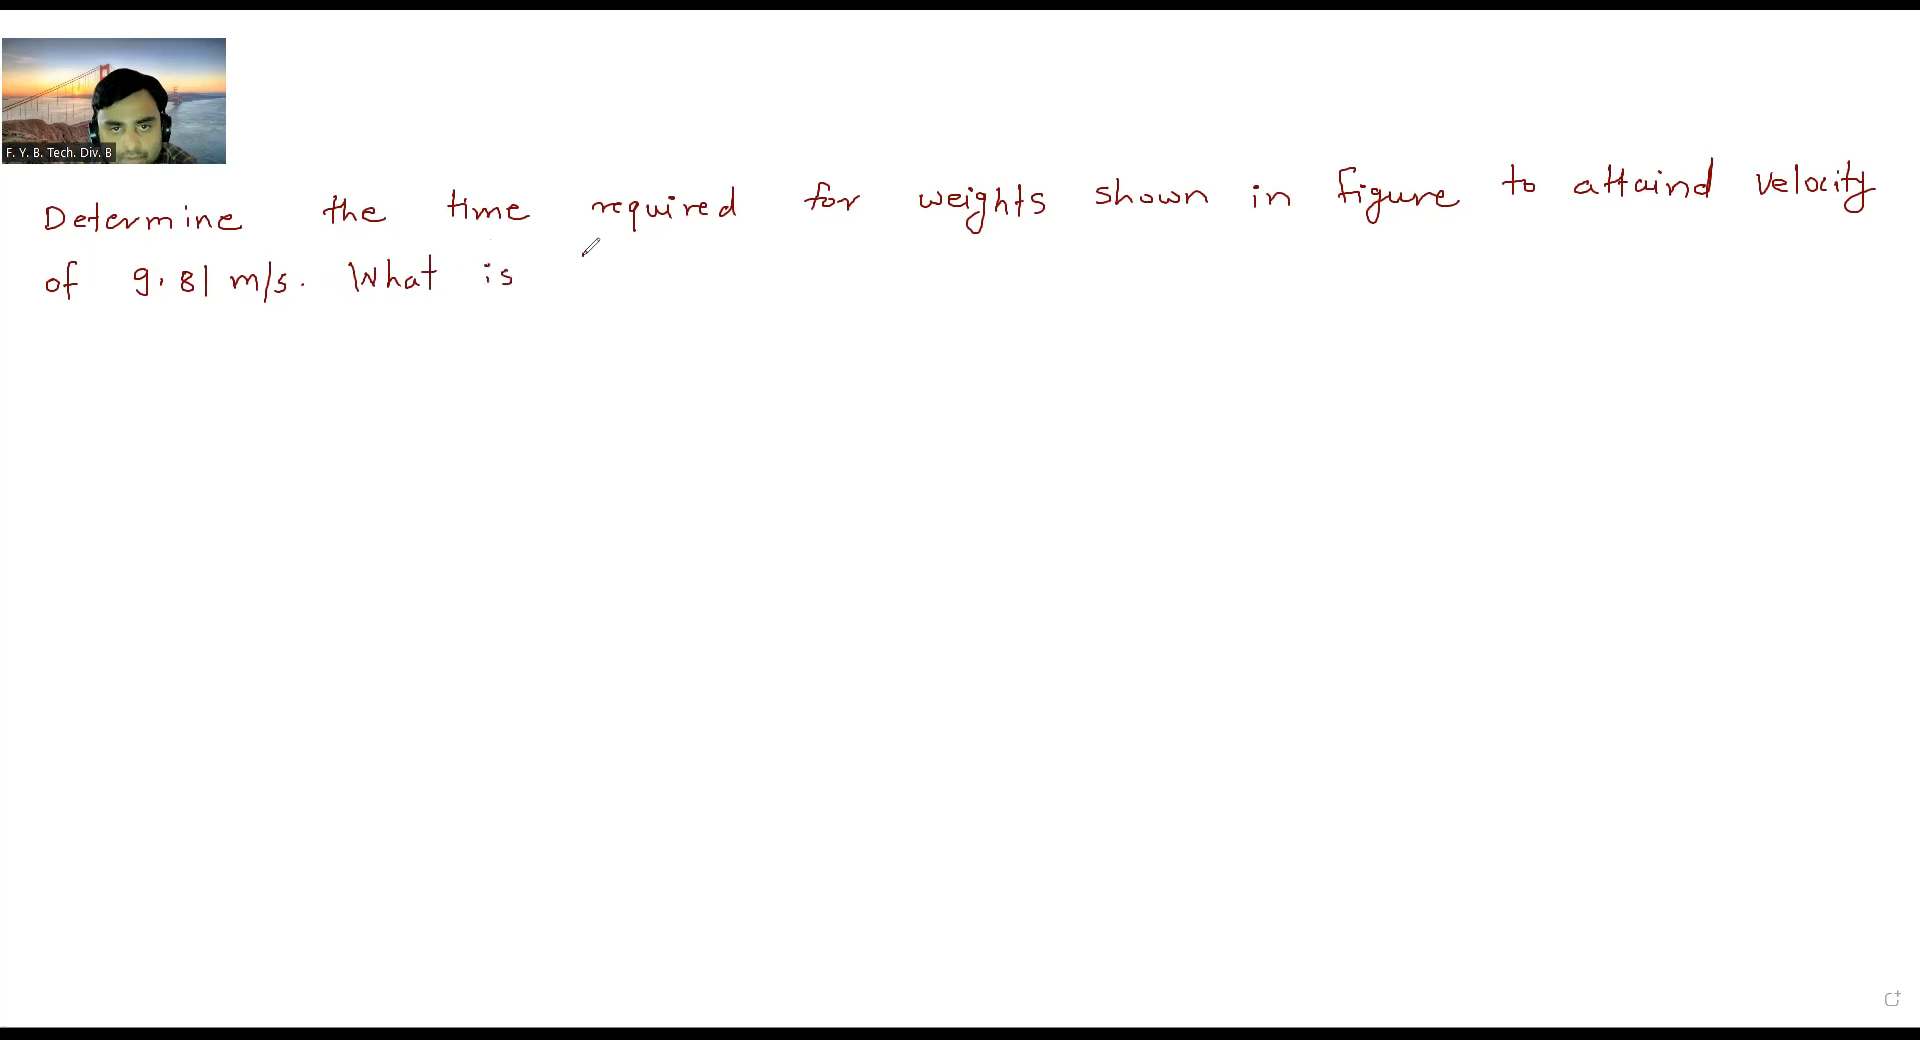 F. Y. B. Tech. Div. B
Determine the time required for weights shown in figure to attaind velocity
of 9.81 m/s. What is